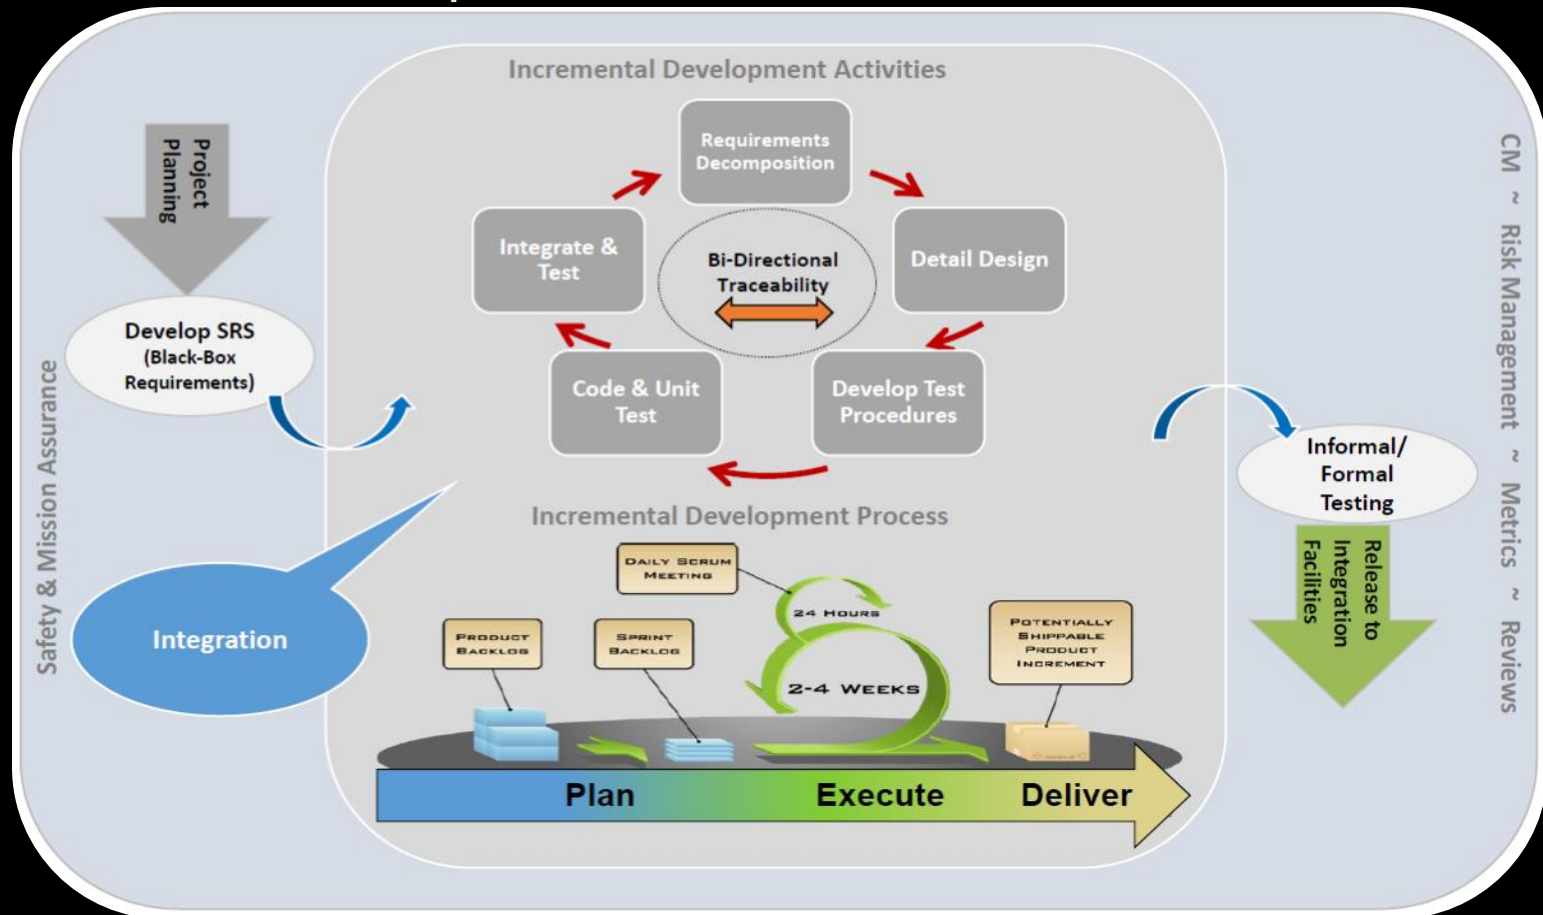 Incremental Development Activities
Project
Planning
Develop SRS
(Black-Box
Requirements)
Safety & Mission Assurance
Integration
Requirements
Decomposition
Detail Design
Develop Test
Procedures
Code & Unit
Test
Integrate &
Test
Bi-Directional
Traceability
Incremental Development Process
DAILY SCRUM
MEETING
24 HOURS
PRODUCT
BACKLOG
SPRINT
BACKLOG
2-4 WEEKS
POTENTIALLY
SHIPPABLE
PRODUCT
INCREMENT
Plan
Execute
Deliver
Informal/
Formal
Testing
Release to
Integration
Facilities
CM ~ Risk Management ~ Metrics ~ Reviews